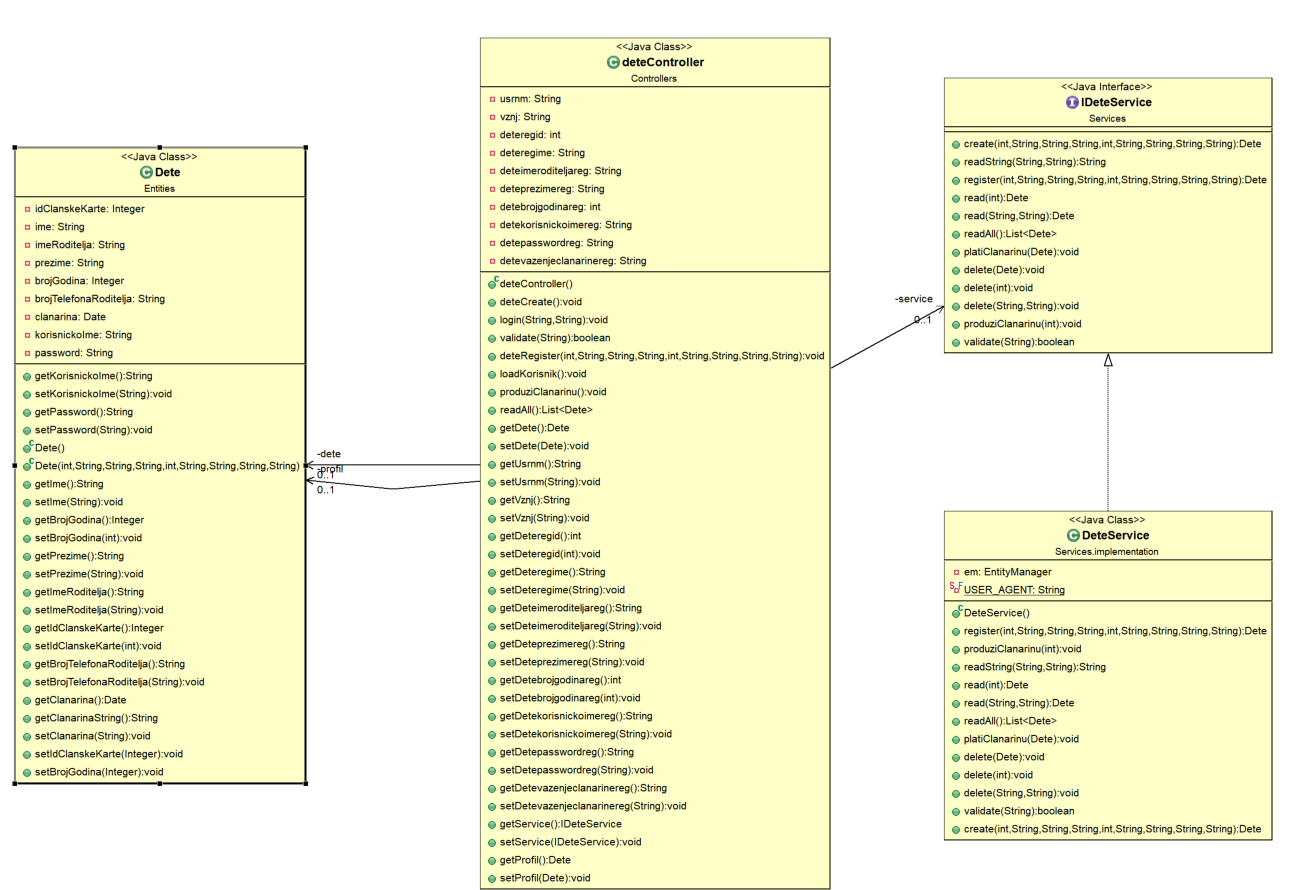 <<Java Class>>
Dete
Entities
idClanskeKarte: Integer
ime: String
imeRoditelja: String
prezime: String
brojGodina: Integer
brojTelefonaRoditelja: String
clanarina: Date
korisnickoIme: String
password: String
getKorisnickoIme():String
setKorisnickoIme(String):void
getPassword():String
setPassword(String):void
Dete()
Dete(int,String,String,String,int,String,String,String,String)
getIme():String
setIme(String):void
getBrojGodina():Integer
setBrojGodina(int):void
getPrezime():String
setPrezime(String):void
getImeRoditelja():String
setImeRoditelja(String):void
getIdClanskeKarte():Integer
setIdClanskeKarte(int):void
getBrojTelefonaRoditelja():String
setBrojTelefonaRoditelja(String):void
getClanarina():Date
getClanarinaString():String
setClanarina(String):void
setIdClanskeKarte(Integer):void
setBrojGodina(Integer):void
-dete
-profil
0..1
0..1
<<Java Class>>
deteController
Controllers
usrnm: String
vznj: String
deteregid: int
deteregime: String
deteimeroditeljareg: String
deteprezimereg: String
detebrojgodinareg: int
detekorisnickoimereg: String
detepasswordreg: String
detevazenjeclanarinereg: String
deteController()
deteCreate():void
login(String,String):void
validate(String):boolean
deteRegister(int,String,String,String,int,String,String,String,String):void
loadKorisnik():void
produziClanarinu():void
readAll():List<Dete>
getDete():Dete
setDete(Dete):void
getUsrnm():String
setUsrnm(String):void
getVznj():String
setVznj(String):void
getDeteregid():int
setDeteregid(int):void
getDeteregime():String
setDeteregime(String):void
getDeteimeroditeljareg():String
setDeteimeroditeljareg(String):void
getDeteprezimereg():String
setDeteprezimereg(String):void
getDetebrojgodinareg():int
setDetebrojgodinareg(int):void
getDetekorisnickoimereg():String
setDetekorisnickoimereg(String):void
getDetepasswordreg():String
setDetepasswordreg(String):void
getDetevazenjeclanarinereg():String
setDetevazenjeclanarinereg(String):void
getService():IDeteService
setService(IDeteService):void
getProfil():Dete
setProfil(Dete):void
-service
0..1
<<Java Interface>>
IDeteService
Services
create(int,String,String,String,int,String,String,String,String):Dete
readString(String,String):String
register(int,String,String,String,int,String,String,String,String):Dete
read(int):Dete
read(String,String):Dete
readAll():List<Dete>
platiClanarinu(Dete):void
delete(Dete):void
delete(int):void
delete(String,String):void
produziClanarinu(int):void
validate(String):boolean
<<Java Class>>
DeteService
Services.implementation
em: EntityManager
USER_AGENT: String
DeteService()
register(int,String,String,String,int,String,String,String,String):Dete
produziClanarinu(int):void
readString(String,String):String
read(int):Dete
read(String,String):Dete
readAll():List<Dete>
platiClanarinu(Dete):void
delete(Dete):void
delete(int):void
delete(String,String):void
validate(String):boolean
create(int,String,String,String,int,String,String,String,String):Dete